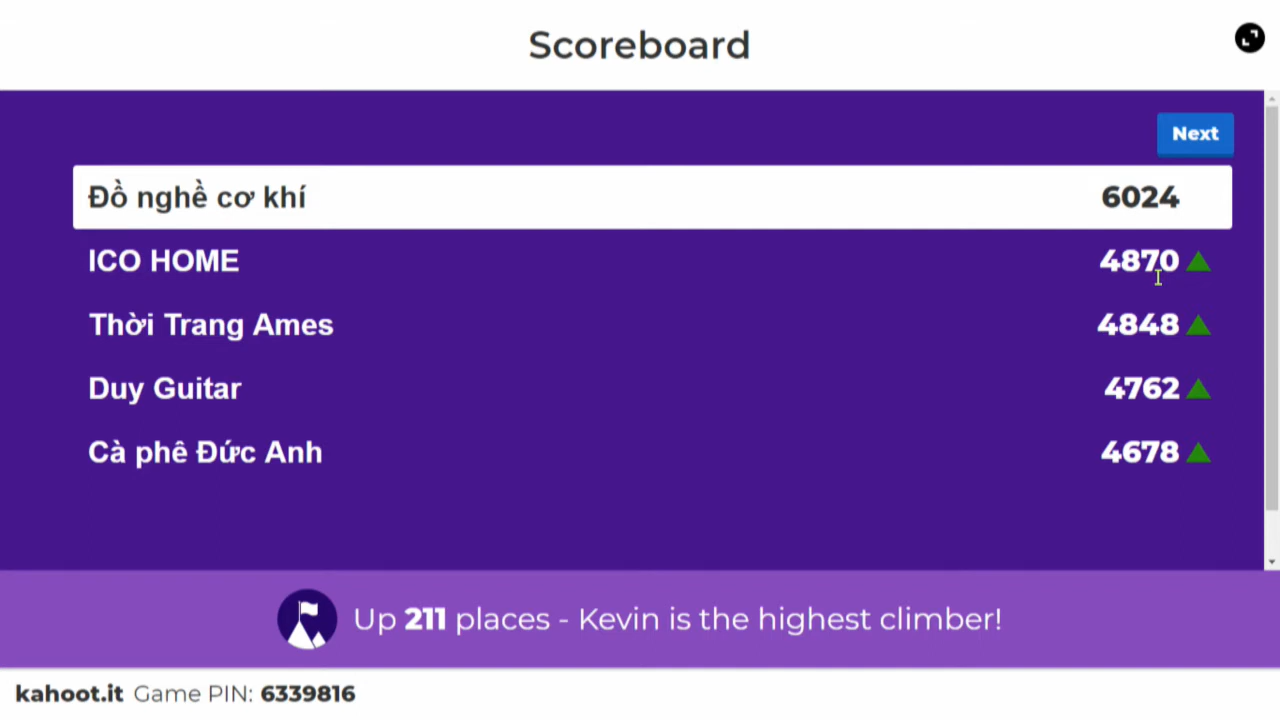 Scoreboard
Next
Đồ nghề cơ khí 6024
ICO HOME 4870
Thời Trang Ames 4848
Duy Guitar 4762
Cà phê Đức Anh 4678
Up 211 places - Kevin is the highest climber!
kahoot.it Game PIN: 6339816